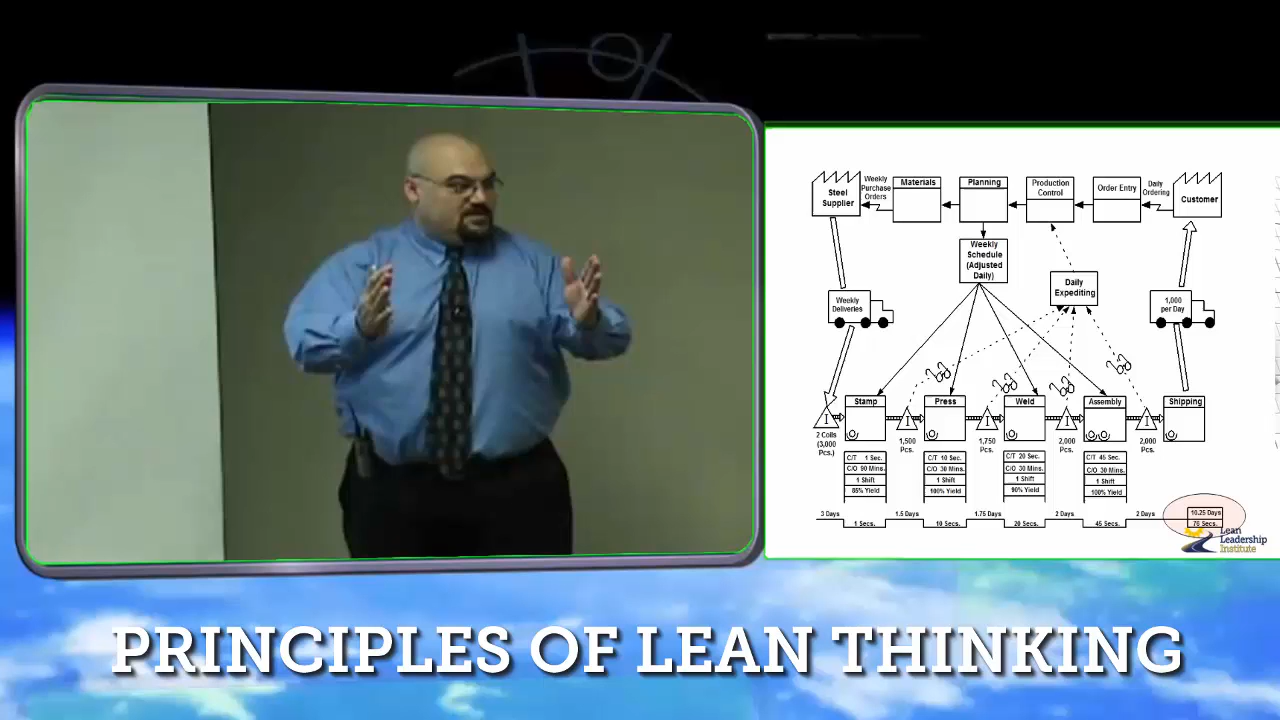 Steel
Supplier
Weekly
Purchase
Orders
Materials
Planning
Production
Control
Order Entry
Daily
Ordering
Customer
Weekly
Schedule
(Adjusted
Daily)
Daily
Expediting
Weekly
Deliveries
1,000
per Day
Stamp
Press
Weld
Assembly
Shipping
I
I
I
I
I
2 Coils
(3,000
Pcs.)
1,500
Pcs.
1,750
Pcs.
2,000
Pcs.
2,000
Pcs.
C/T 1 Sec.
C/O 90 Mins.
1 Shift
85% Yield
C/T 10 Sec.
C/O 30 Mins.
1 Shift
100% Yield
C/T 20 Sec.
C/O 30 Mins.
1 Shift
90% Yield
C/T 45 Sec.
C/O 30 Mins.
1 Shift
100% Yield
3 Days
1.5 Days
1.75 Days
2 Days
2 Days
10.25 Days
1 Secs.
10 Secs.
20 Secs.
45 Secs.
76 Secs.
Lean
Leadership
Institute
PRINCIPLES OF LEAN THINKING